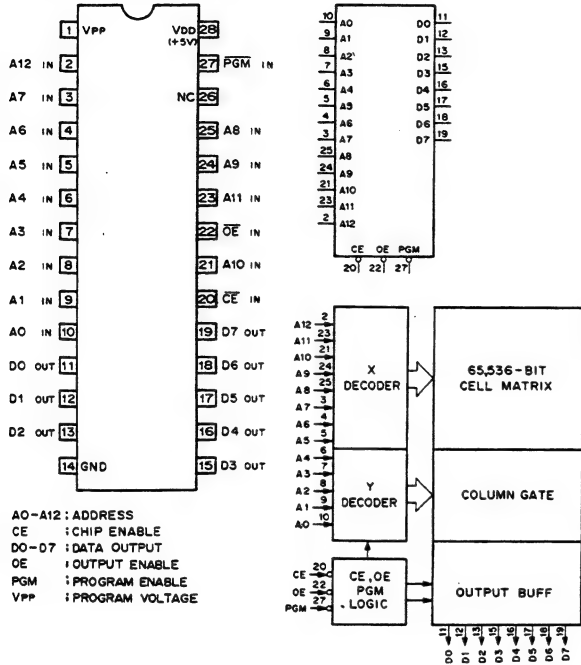 1 VPP VDD 28
(+5V)
A12 IN 2 27 PGM IN
A7 IN 3 NC 26
A6 IN 4 25 A8 IN
A5 IN 5 24 A9 IN
A4 IN 6 23 A11 IN
A3 IN 7 22 OE IN
A2 IN 8 21 A10 IN
A1 IN 9 20 CE IN
A0 IN 10 19 D7 OUT
D0 OUT 11 18 D6 OUT
D1 OUT 12 17 D5 OUT
D2 OUT 13 16 D4 OUT
14 GND 15 D3 OUT
A0-A12 : ADDRESS
CE : CHIP ENABLE
D0-D7 : DATA OUTPUT
OE : OUTPUT ENABLE
PGM : PROGRAM ENABLE
VPP : PROGRAM VOLTAGE
10 A0 D0 11
9 A1 D1 12
8 A2 D2 13
7 A3 D3 15
6 A4 D4 16
5 A5 D5 17
4 A6 D6 18
3 A7 D7 19
25 A8
24 A9
21 A10
23 A11
2 A12
CE OE PGM
20 22 27
A12 2
A11 23
A10 21
A9 24
A8 25
A7 3
A6 4
A5 5
X
DECODER
65,536-BIT
CELL MATRIX
A4 6
A3 7
A2 8
A1 9
A0 10
Y
DECODER
COLUMN GATE
CE 20
OE 22
PGM 27
CE, OE
PGM
LOGIC
OUTPUT BUFF
11 12 13 15 16 17 18 19
D0 D1 D2 D3 D4 D5 D6 D7